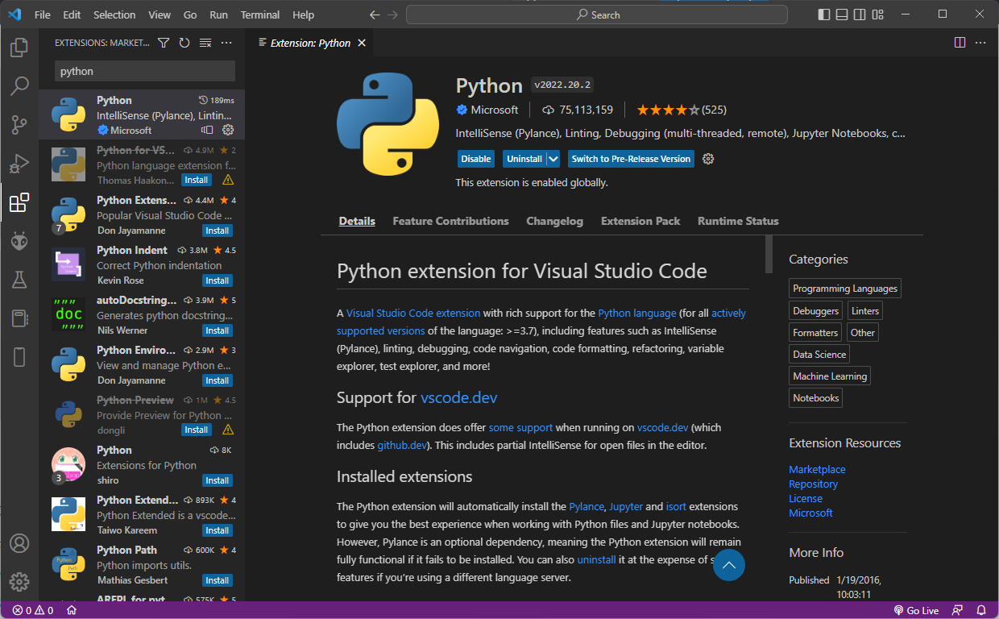 File Edit Selection View Go Run Terminal Help
Search
EXTENSIONS: MARKET...
python
Python 189ms
IntelliSense (Pylance), Lintin...
Microsoft
Python for VS... 4.9M 2
Python language extension f...
Thomas Haakon... Install
Python Extens... 4.4M 4
Popular Visual Studio Code ...
7
Don Jayamanne Install
Python Indent 3.8M 4.5
Correct Python indentation
Kevin Rose Install
autoDocstring... 3.9M 5
Generates python docstring...
""" doc """
Nils Werner Install
Python Enviro... 2.9M 3
View and manage Python e...
Don Jayamanne Install
Python Preview 1M 4.5
Provide Preview for Python ...
dongli Install
Python 8K
Extensions for Python
3
shiro Install
Python Extend... 893K 4
Python Extended is a vscode...
Taiwo Kareem Install
Python Path 600K 4
Python imports utils.
Python Path
Mathias Gesbert Install
AREPL for pyt... 575K 5
Extension: Python
Python v2022.20.2
Microsoft 75,113,159 (525)
IntelliSense (Pylance), Linting, Debugging (multi-threaded, remote), Jupyter Notebooks, c...
Disable Uninstall Switch to Pre-Release Version
This extension is enabled globally.
Details Feature Contributions Changelog Extension Pack Runtime Status
Python extension for Visual Studio Code
A Visual Studio Code extension with rich support for the Python language (for all actively
supported versions of the language: >=3.7), including features such as IntelliSense
(Pylance), linting, debugging, code navigation, code formatting, refactoring, variable
explorer, test explorer, and more!
Support for vscode.dev
The Python extension does offer some support when running on vscode.dev (which
includes github.dev). This includes partial IntelliSense for open files in the editor.
Installed extensions
The Python extension will automatically install the Pylance, Jupyter and isort extensions
to give you the best experience when working with Python files and Jupyter notebooks.
However, Pylance is an optional dependency, meaning the Python extension will remain
fully functional if it fails to be installed. You can also uninstall it at the expense of
features if you're using a different language server.
Categories
Programming Languages
Debuggers Linters
Formatters Other
Data Science
Machine Learning
Notebooks
Extension Resources
Marketplace
Repository
License
Microsoft
More Info
Published 1/19/2016,
10:03:11
0 0
Go Live